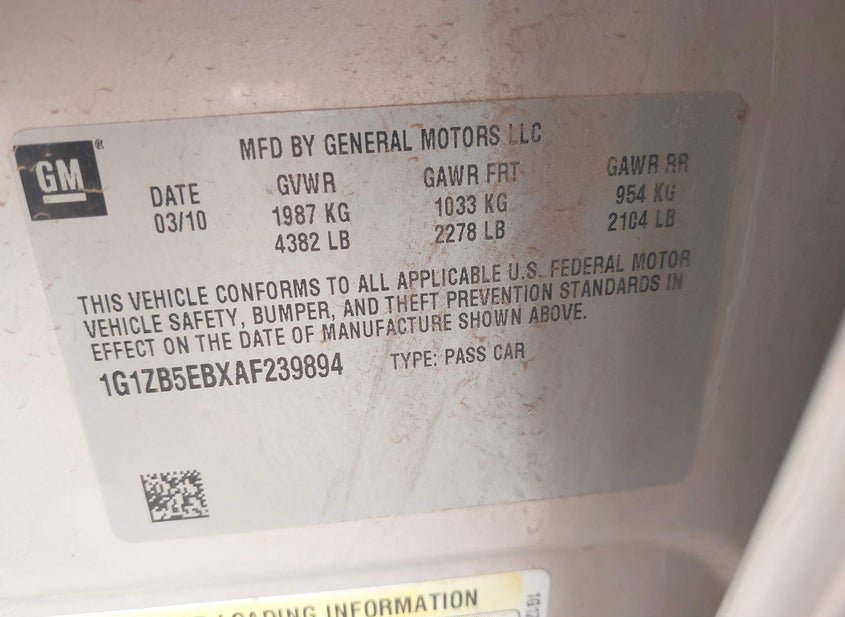 GM
MFD BY GENERAL MOTORS LLC
DATE GVWR GAWR FRT GAWR RR
03/10 1987 KG 1033 KG 954 KG
4382 LB 2278 LB 2104 LB
THIS VEHICLE CONFORMS TO ALL APPLICABLE U.S. FEDERAL MOTOR
VEHICLE SAFETY, BUMPER, AND THEFT PREVENTION STANDARDS IN
EFFECT ON THE DATE OF MANUFACTURE SHOWN ABOVE.
1G1ZB5EBXAF239894 TYPE: PASS CAR
LOADING INFORMATION